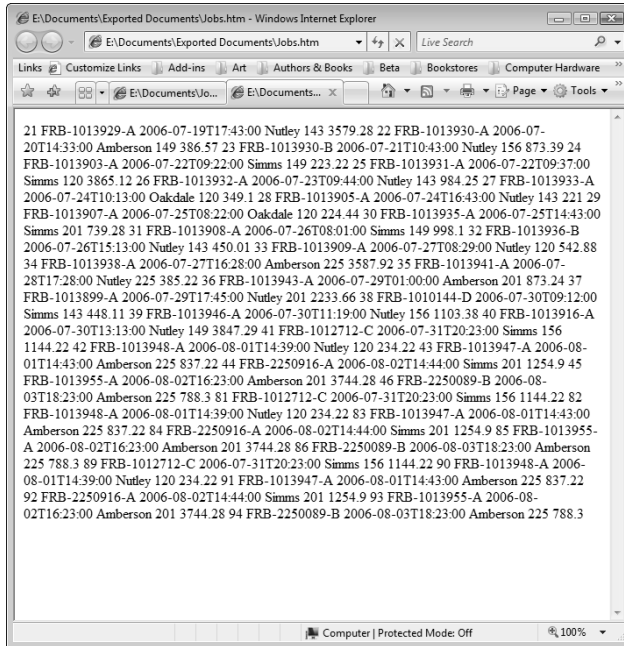 E:\Documents\Exported Documents\Jobs.htm - Windows Internet Explorer
E:\Documents\Exported Documents\Jobs.htm
Live Search
Links Customize Links Add-ins Art Authors & Books Beta Bookstores Computer Hardware »
E:\Documents\Jo... E:\Documents... Page Tools »
21 FRB-1013929-A 2006-07-19T17:43:00 Nutley 143 3579.28 22 FRB-1013930-A 2006-07-
20T14:33:00 Amberson 149 386.57 23 FRB-1013930-B 2006-07-21T10:43:00 Nutley 156 873.39 24
FRB-1013903-A 2006-07-22T09:22:00 Simms 149 223.22 25 FRB-1013931-A 2006-07-22T09:37:00
Simms 120 3865.12 26 FRB-1013932-A 2006-07-23T09:44:00 Nutley 143 984.25 27 FRB-1013933-A
2006-07-24T10:13:00 Oakdale 120 349.1 28 FRB-1013905-A 2006-07-24T16:43:00 Nutley 143 221 29
FRB-1013907-A 2006-07-25T08:22:00 Oakdale 120 224.44 30 FRB-1013935-A 2006-07-25T14:43:00
Simms 201 739.28 31 FRB-1013908-A 2006-07-26T08:01:00 Simms 149 998.1 32 FRB-1013936-B
2006-07-26T15:13:00 Nutley 143 450.01 33 FRB-1013909-A 2006-07-27T08:29:00 Nutley 120 542.88
34 FRB-1013938-A 2006-07-27T16:28:00 Amberson 225 3587.92 35 FRB-1013941-A 2006-07-
28T17:28:00 Nutley 225 385.22 36 FRB-1013943-A 2006-07-29T01:00:00 Amberson 201 873.24 37
FRB-1013899-A 2006-07-29T17:45:00 Nutley 201 2233.66 38 FRB-1010144-D 2006-07-30T09:12:00
Simms 143 448.11 39 FRB-1013946-A 2006-07-30T11:19:00 Nutley 156 1103.38 40 FRB-1013916-A
2006-07-30T13:13:00 Nutley 149 3847.29 41 FRB-1012712-C 2006-07-31T20:23:00 Simms 156
1144.22 42 FRB-1013948-A 2006-08-01T14:39:00 Nutley 120 234.22 43 FRB-1013947-A 2006-08-
01T14:43:00 Amberson 225 837.22 44 FRB-2250916-A 2006-08-02T14:44:00 Simms 201 1254.9 45
FRB-1013955-A 2006-08-02T16:23:00 Amberson 201 3744.28 46 FRB-2250089-B 2006-08-
03T18:23:00 Amberson 225 788.3 81 FRB-1012712-C 2006-07-31T20:23:00 Simms 156 1144.22 82
FRB-1013948-A 2006-08-01T14:39:00 Nutley 120 234.22 83 FRB-1013947-A 2006-08-01T14:43:00
Amberson 225 837.22 84 FRB-2250916-A 2006-08-02T14:44:00 Simms 201 1254.9 85 FRB-1013955-
A 2006-08-02T16:23:00 Amberson 201 3744.28 86 FRB-2250089-B 2006-08-03T18:23:00 Amberson
225 788.3 89 FRB-1012712-C 2006-07-31T20:23:00 Simms 156 1144.22 90 FRB-1013948-A 2006-
08-01T14:39:00 Nutley 120 234.22 91 FRB-1013947-A 2006-08-01T14:43:00 Amberson 225 837.22
92 FRB-2250916-A 2006-08-02T14:44:00 Simms 201 1254.9 93 FRB-1013955-A 2006-08-
02T16:23:00 Amberson 201 3744.28 94 FRB-2250089-B 2006-08-03T18:23:00 Amberson 225 788.3
Computer | Protected Mode: Off 100%